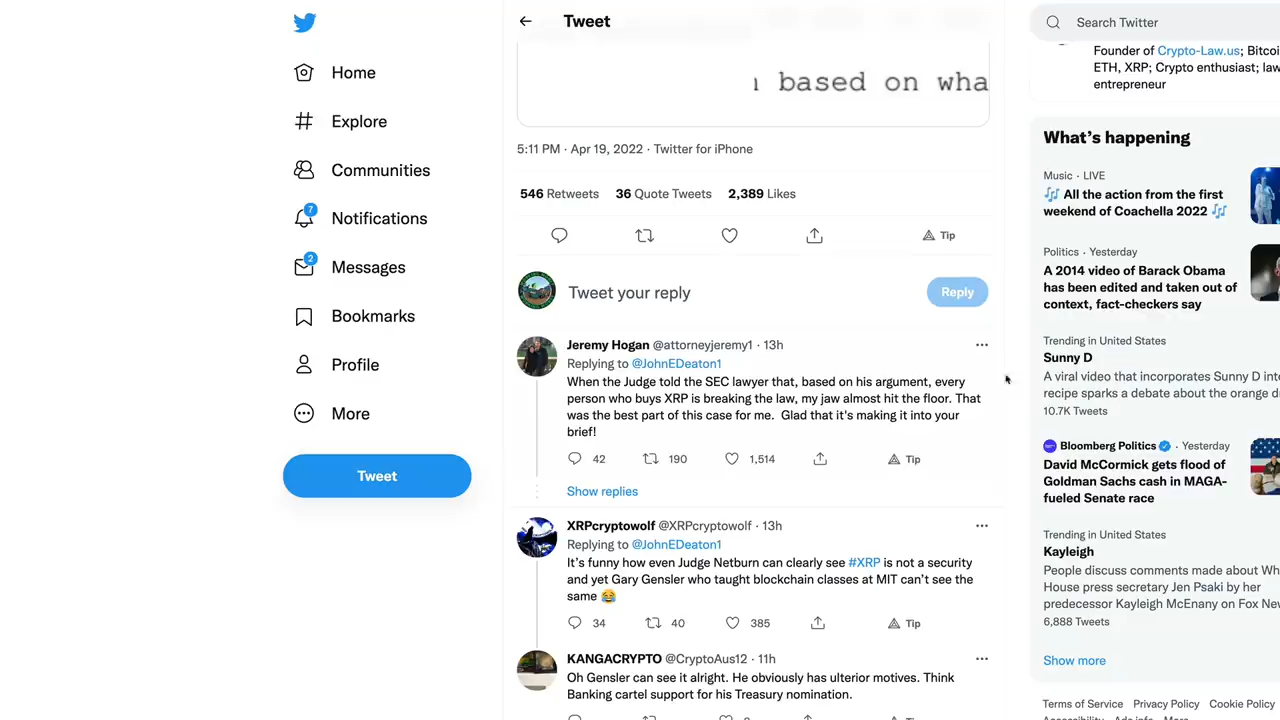 Tweet
based on wha
5:11 PM · Apr 19, 2022 · Twitter for iPhone
546 Retweets 36 Quote Tweets 2,389 Likes
Tip
Tweet your reply
Reply
Jeremy Hogan @attorneyjeremy1 · 13h
Replying to @JohnEDeaton1
When the Judge told the SEC lawyer that, based on his argument, every
person who buys XRP is breaking the law, my jaw almost hit the floor. That
was the best part of this case for me. Glad that it's making it into your
brief!
42 190 1,514 Tip
Show replies
XRPcryptowolf @XRPcryptowolf · 13h
Replying to @JohnEDeaton1
It's funny how even Judge Netburn can clearly see #XRP is not a security
and yet Gary Gensler who taught blockchain classes at MIT can't see the
same 😂
34 40 385 Tip
KANGACRYPTO @CryptoAus12 · 11h
Oh Gensler can see it alright. He obviously has ulterior motives. Think
Banking cartel support for his Treasury nomination.
Home
Explore
Communities
7
Notifications
2
Messages
Bookmarks
Profile
More
Tweet
Search Twitter
Founder of Crypto-Law.us; Bitcoi
ETH, XRP; Crypto enthusiast; law
entrepreneur
What's happening
Music · LIVE
🎶 All the action from the first
weekend of Coachella 2022 🎶
Politics · Yesterday
A 2014 video of Barack Obama
has been edited and taken out of
context, fact-checkers say
Trending in United States
Sunny D
A viral video that incorporates Sunny D into
recipe sparks a debate about the orange dr
10.7K Tweets
Bloomberg Politics · Yesterday
David McCormick gets flood of
Goldman Sachs cash in MAGA-
fueled Senate race
Trending in United States
Kayleigh
People discuss comments made about Wh
House press secretary Jen Psaki by her
predecessor Kayleigh McEnany on Fox New
6,888 Tweets
Show more
Terms of Service Privacy Policy Cookie Policy